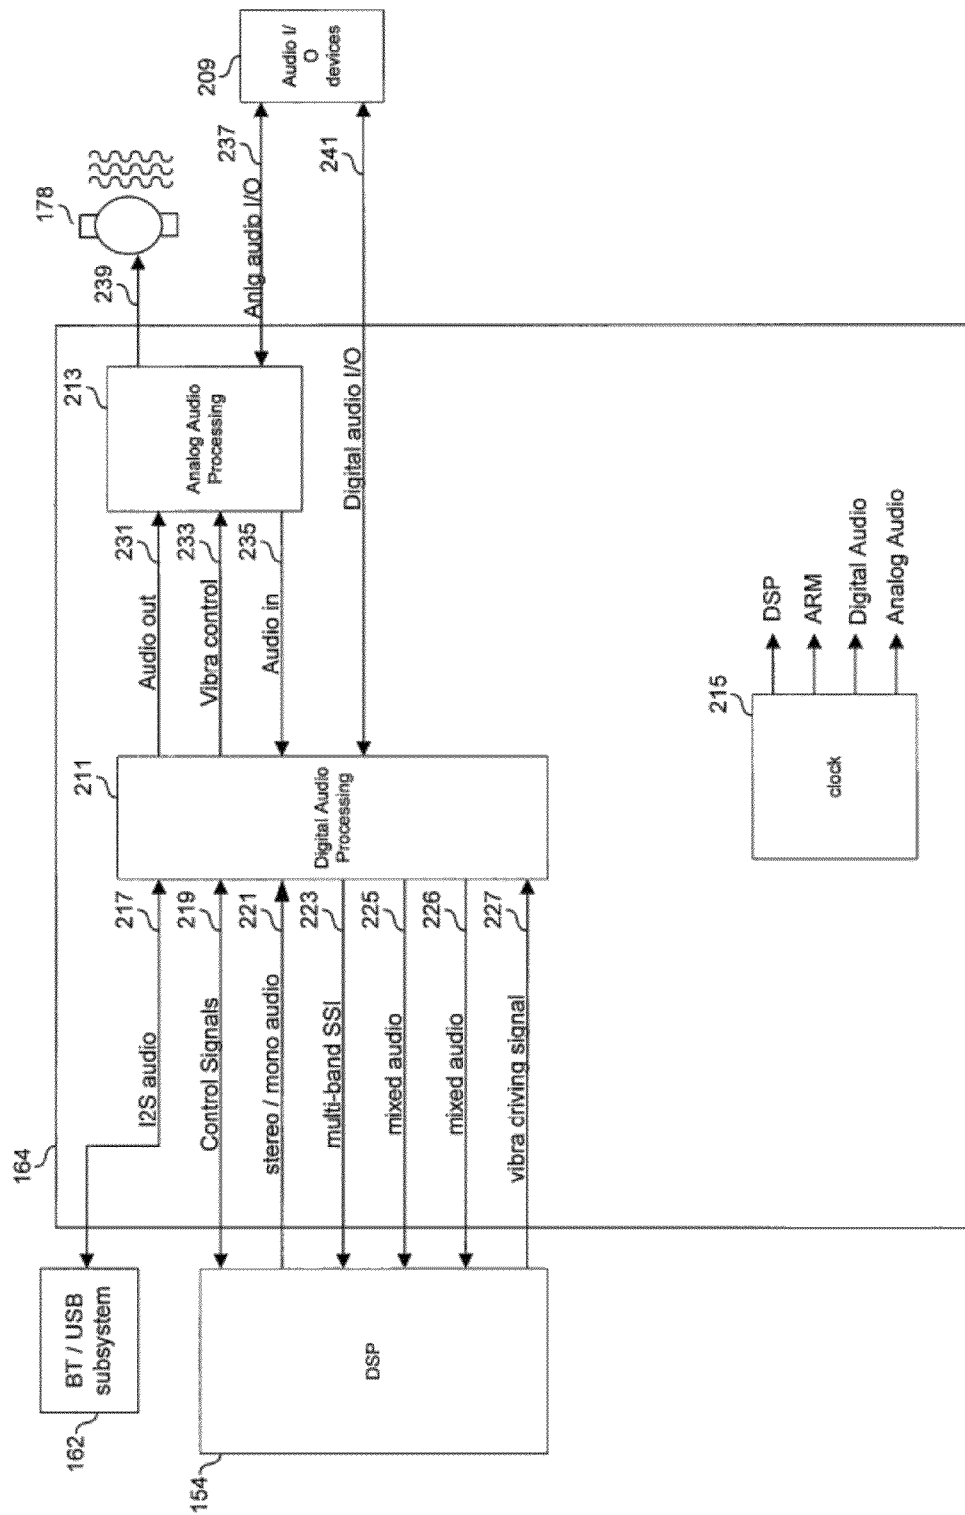 164
162
BT / USB
subsystem
154
DSP
I2S audio
217
Control Signals
219
stereo / mono audio
221
multi-band SSI
223
mixed audio
225
mixed audio
226
vibra driving signal
227
211
Digital Audio
Processing
Audio out
231
Vibra control
233
Audio in
235
Digital audio I/O
241
213
Analog Audio
Processing
239
178
Anlg audio I/O
237
209
Audio I/
O
devices
215
clock
DSP
ARM
Digital Audio
Analog Audio